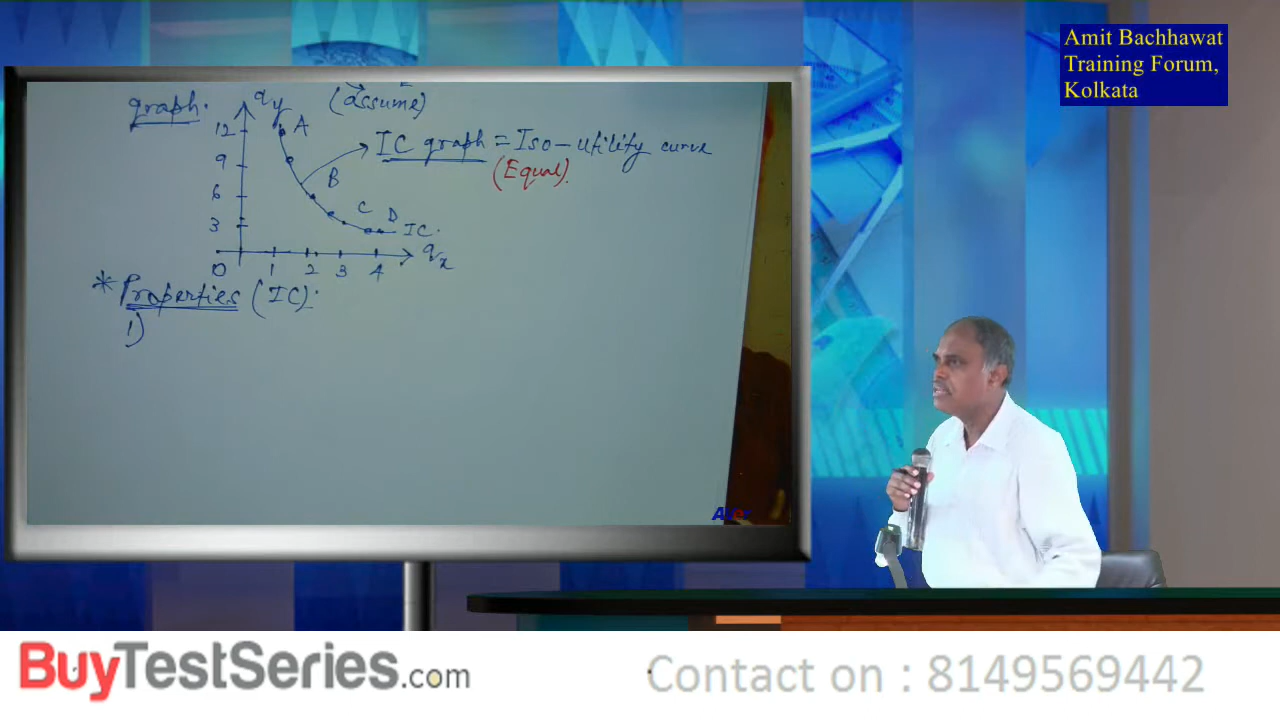 Amit Bachhawat
Training Forum,
Kolkata
graph.
qy
(assume)
12
A
IC graph = Iso-utility curve
(Equal).
9
B
6
C
D
IC.
3
qx
0 1 2 3 4
* Properties (IC).
1)
BuyTestSeries.com
Contact on : 8149569442